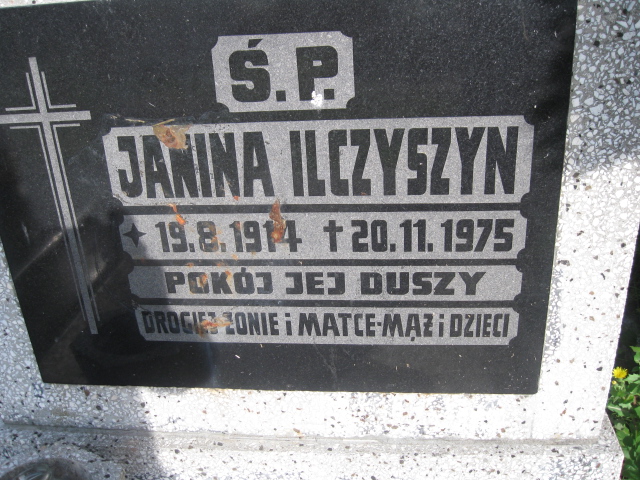 Ś.P.
JANINA ILCZYSZYN
19.8.1914 †20.11.1975
POKÓJ JEJ DUSZY
DROGIEJ ŻONIE i MATCE-MĄŻ i DZIECI